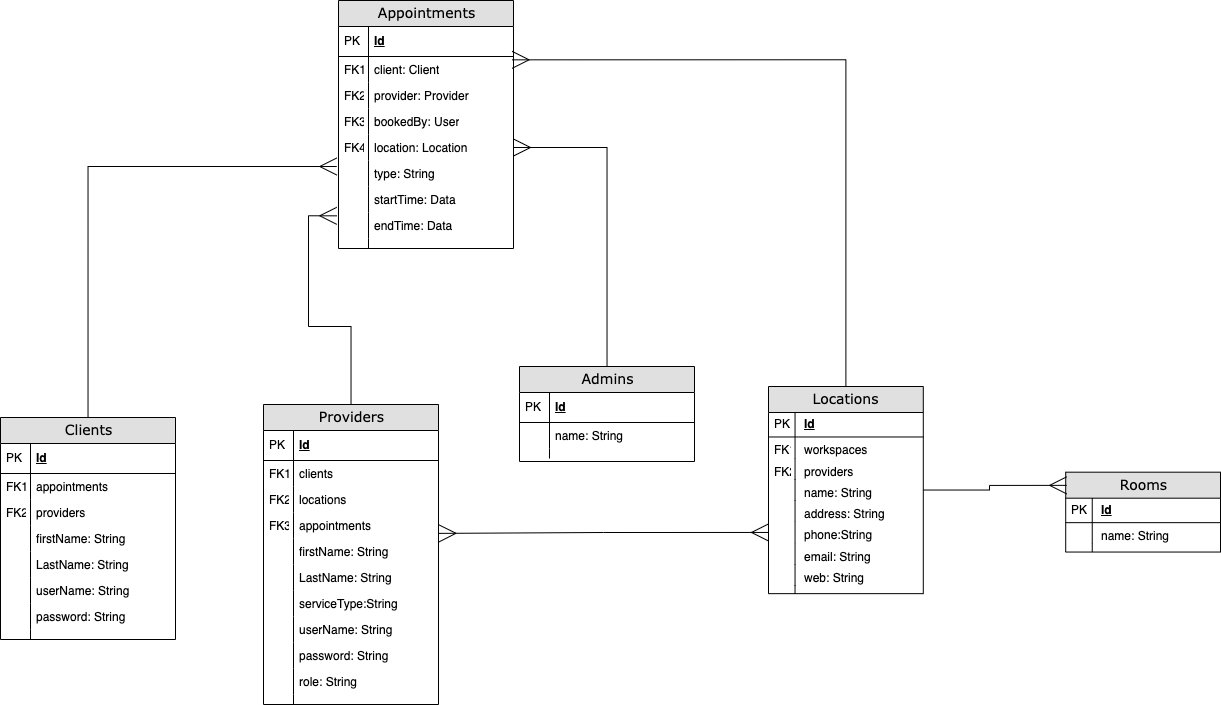 Appointments
PK Id
FK1 client: Client
FK2 provider: Provider
FK3 bookedBy: User
FK4 location: Location
type: String
startTime: Data
endTime: Data
Clients
PK Id
FK1 appointments
FK2 providers
firstName: String
LastName: String
userName: String
password: String
Providers
PK Id
FK1 clients
FK2 locations
FK3 appointments
firstName: String
LastName: String
serviceType:String
userName: String
password: String
role: String
Admins
PK Id
name: String
Locations
PK Id
FK1 workspaces
FK2 providers
name: String
address: String
phone:String
email: String
web: String
Rooms
PK Id
name: String